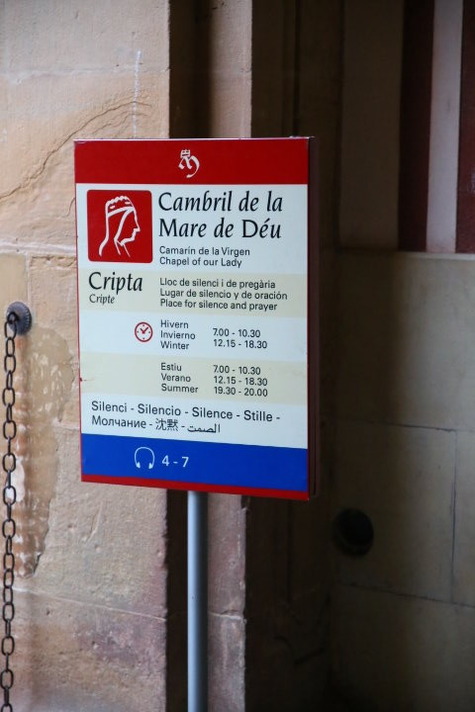 Cambril de la
Mare de Déu
Camarín de la Virgen
Chapel of our Lady
Cripta
Cripte
Lloc de silenci i de pregària
Lugar de silencio y de oración
Place for silence and prayer
Hivern
Invierno
Winter
7.00 - 10.30
12.15 - 18.30
Estiu
Verano
Summer
7.00 - 10.30
12.15 - 18.30
19.30 - 20.00
Silenci - Silencio - Silence - Stille -
Молчание - 沈黙 - الصمت
4 - 7